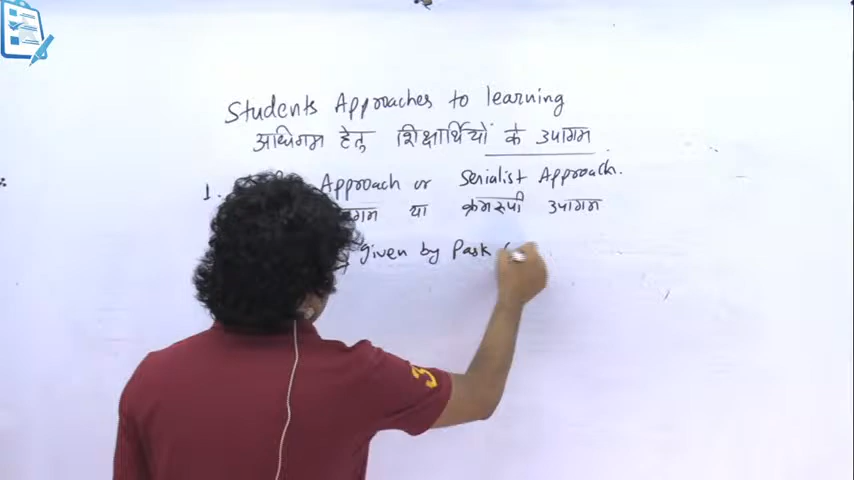 Students Approaches to learning
अधिगम हेतु शिक्षार्थियों के उपागम
1. Approach or Serialist Approach.
या क्रमरूपी उपागम
given by Pask (
3